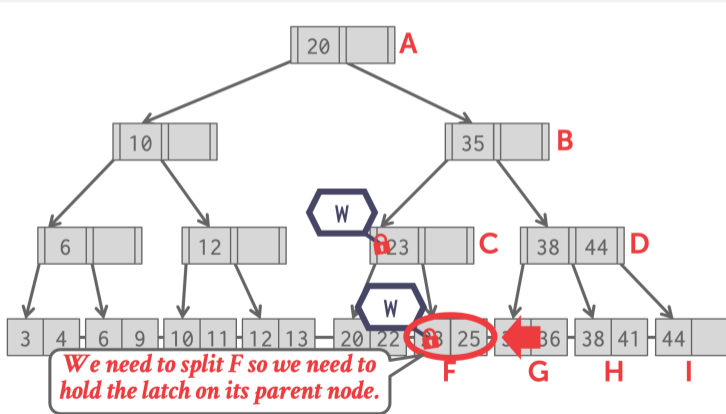 20 A
10 35 B
W
6 12 23 C 38 44 D
W
3 4 6 9 10 11 12 13 20 22 25 36 38 41 44
We need to split F so we need to
hold the latch on its parent node.
F G H I